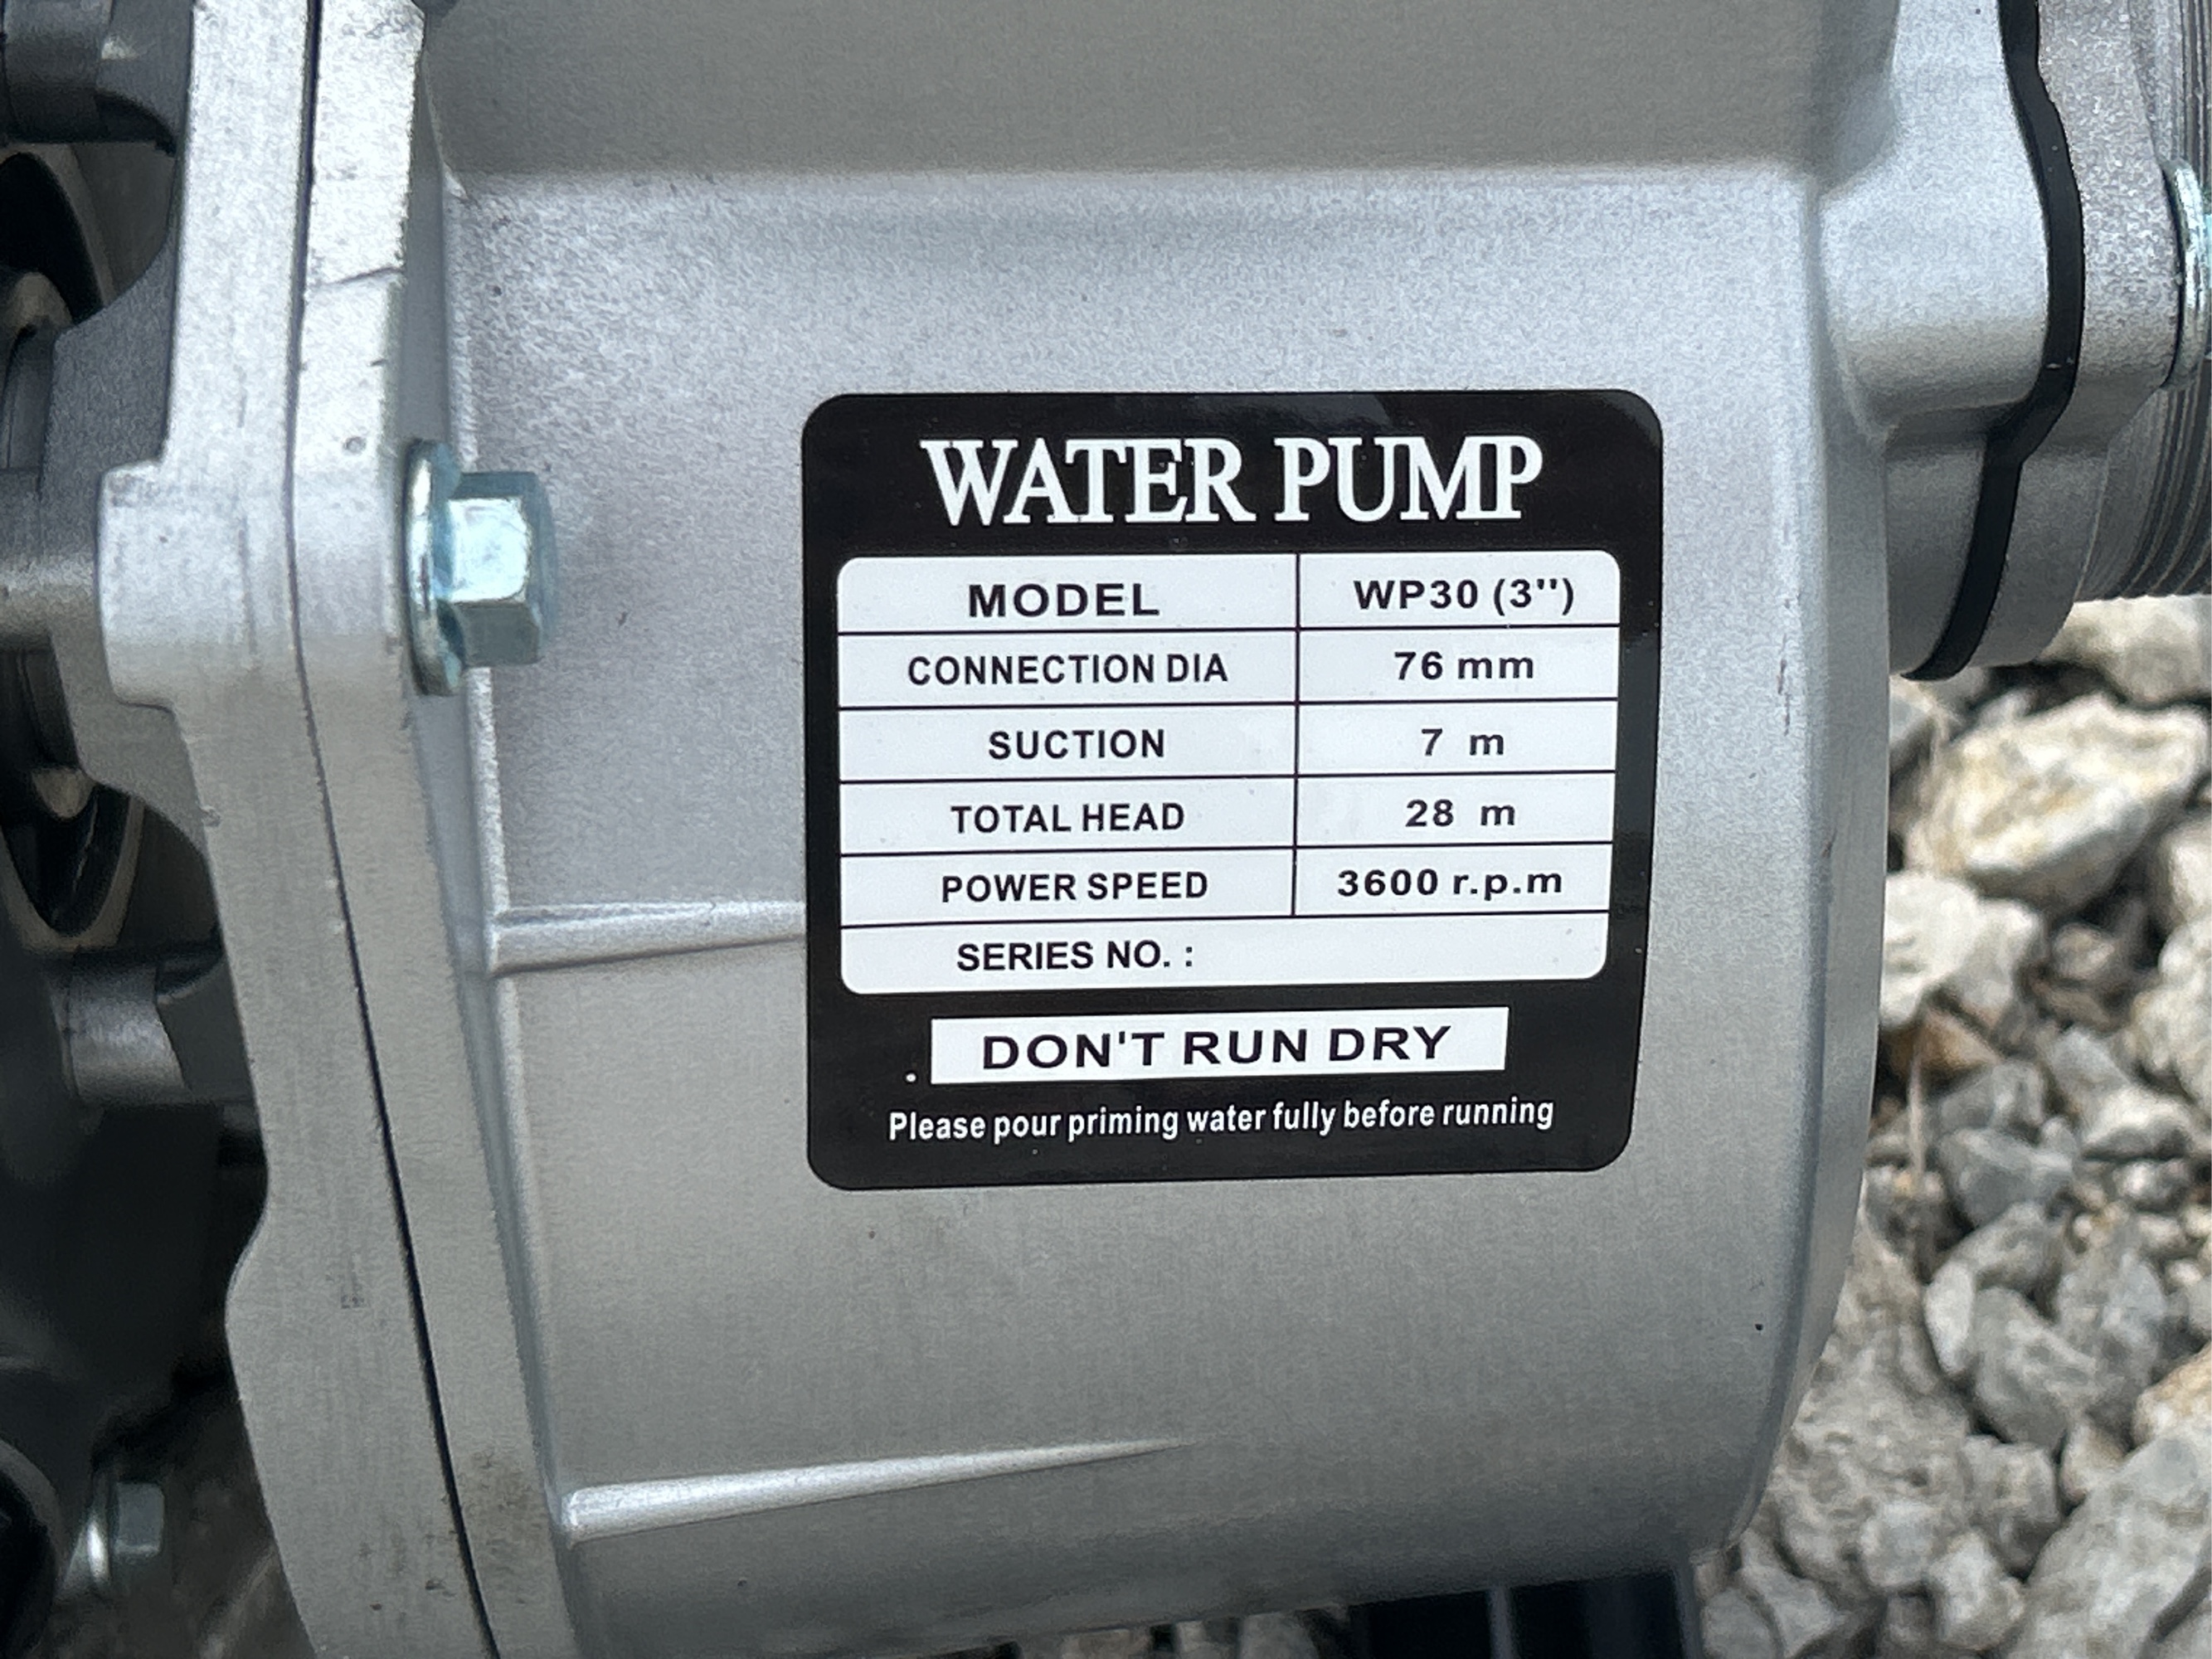 WATER PUMP
MODEL WP30 (3'')
CONNECTION DIA 76 mm
SUCTION 7 m
TOTAL HEAD 28 m
POWER SPEED 3600 r.p.m
SERIES NO. :
DON'T RUN DRY
Please pour priming water fully before running